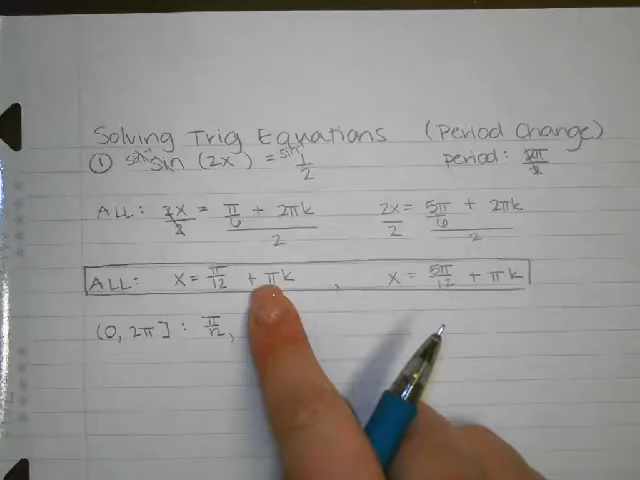 Solving Trig Equations (Period Change)
① sin⁻¹ sin (2x) = sin⁻¹ 1/2 period: 2π/2
ALL: 2x/2 = π/6 + 2πk / 2 2x/2 = 5π/6 + 2πk / 2
ALL: x = π/12 + πk , x = 5π/12 + πk
(0, 2π] : π/12,